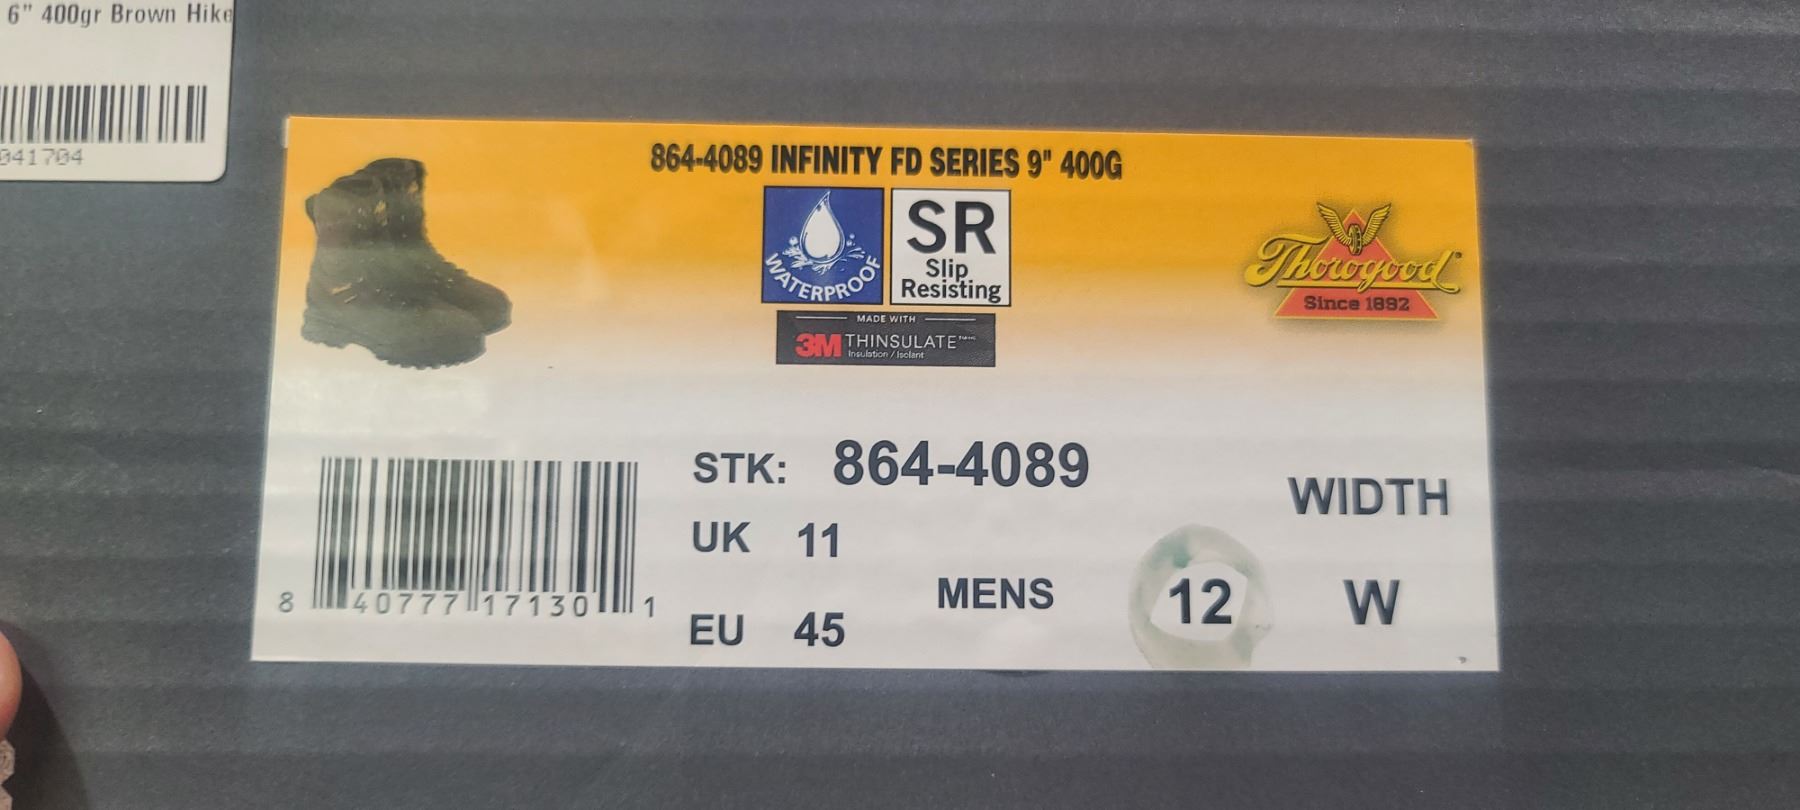 6" 400gr Brown Hike
041704
864-4089 INFINITY FD SERIES 9" 400G
WATERPROOF
SR
Slip
Resisting
MADE WITH
3M THINSULATE
Insulation / Isolant
Thorogood
Since 1892
STK: 864-4089
UK 11
EU 45
MENS 12
WIDTH
W
8 40777 17130 1